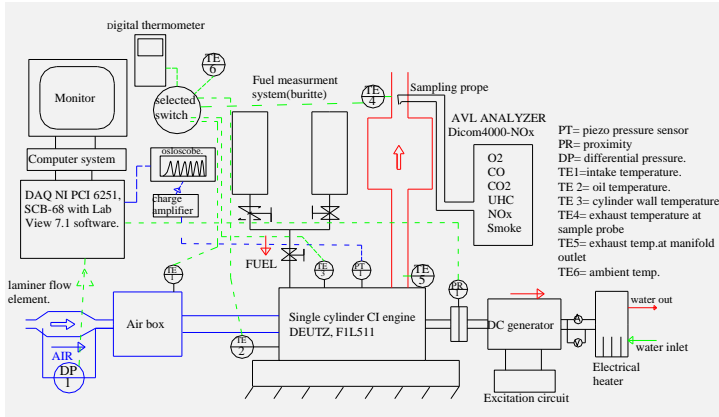 Digital thermometer
TE
6
Monitor
selected
switch
Fuel measurment
system(buritte)
TE
4
Sampling prope
AVL ANALYZER
Dicom4000-NOx
O2
CO
CO2
UHC
NOx
Smoke
PT= piezo pressure sensor
PR= proximity
DP= differential pressure.
TE1=intake temperature.
TE 2= oil temperature.
TE 3= cylinder wall temperature
TE4= exhaust temperature at
sample probe
TE5= exhaust temp.at manifold
outlet
TE6= ambient temp.
Computer system
osloscobe.
DAQ NI PCI 6251,
SCB-68 with Lab
View 7.1 software.
charge
amplifier
FUEL
laminer flow
element.
TE
1
PT
1
TE
5
PR
1
water out
Air box
Single cylinder CI engine
DEUTZ, F1L511
DC generator
A
V
water inlet
AIR
DP
1
TE
2
Excitation circuit
Electrical
heater